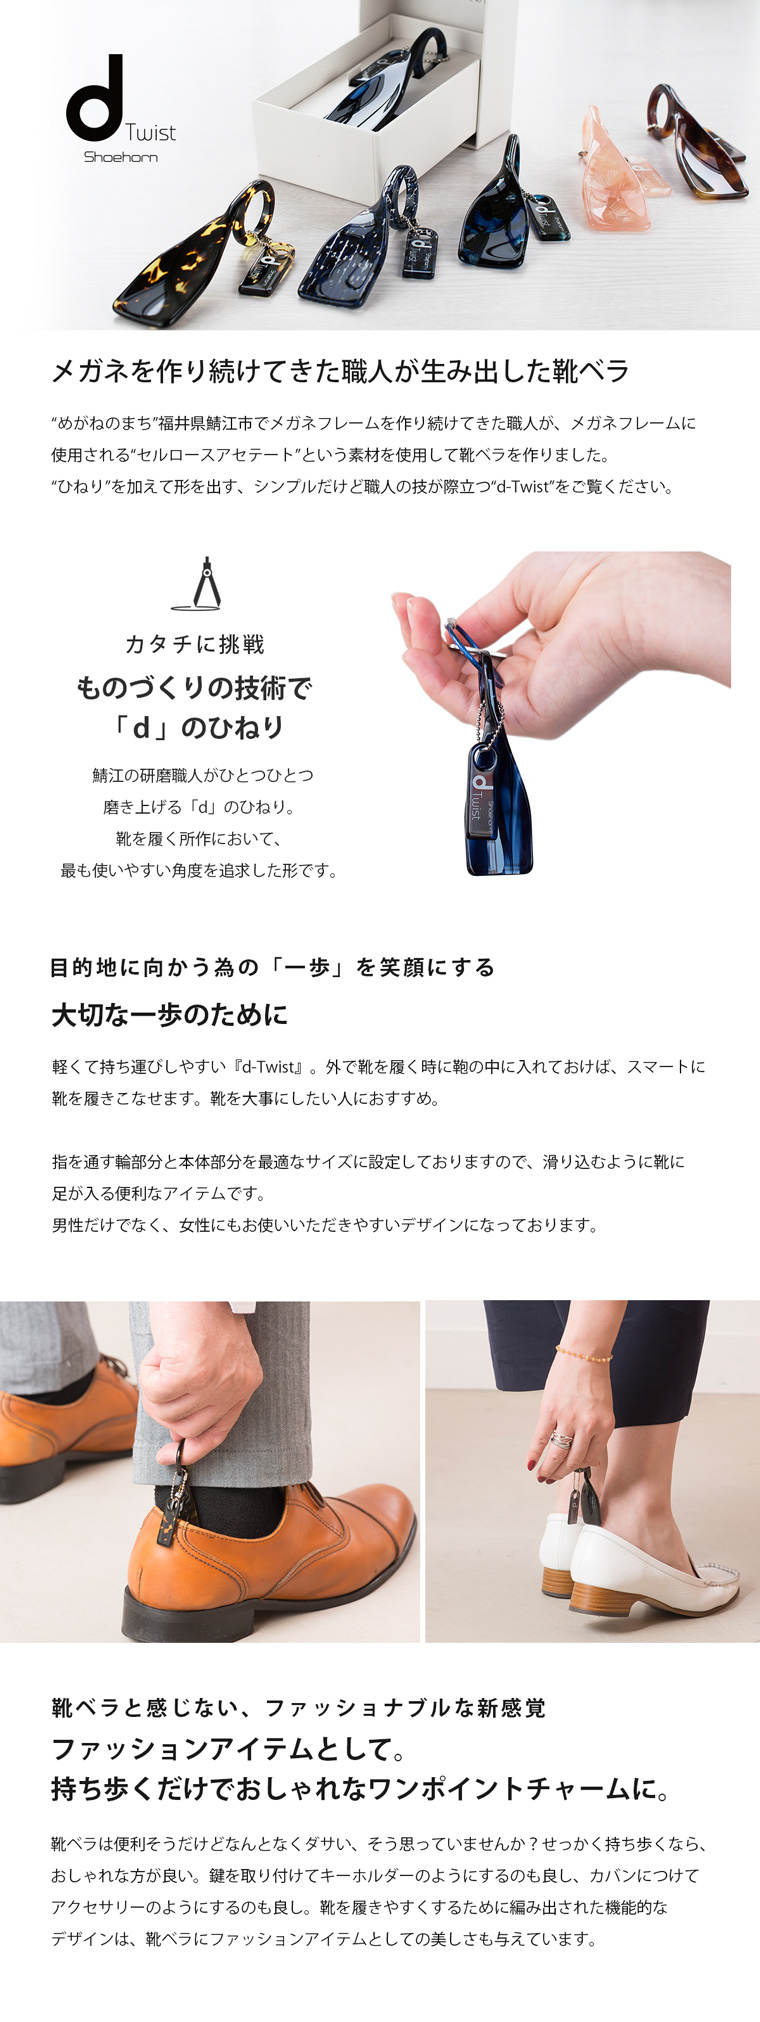 d
Twist
Shoehorn
メガネを作り続けてきた職人が生み出した靴ベラ
“めがねのまち”福井県鯖江市でメガネフレームを作り続けてきた職人が、メガネフレームに
使用される“セルロースアセテート”という素材を使用して靴ベラを作りました。
“ひねり”を加えて形を出す、シンプルだけど職人の技が際立つ“d-Twist”をご覧ください。
カタチに挑戦
ものづくりの技術で
「d」のひねり
鯖江の研磨職人がひとつひとつ
磨き上げる「d」のひねり。
靴を履く所作において、
最も使いやすい角度を追求した形です。
d
Twist
Shoehorn
目的地に向かう為の「一歩」を笑顔にする
大切な一歩のために
軽くて持ち運びしやすい『d-Twist』。外で靴を履く時に鞄の中に入れておけば、スマートに
靴を履きこなせます。靴を大事にしたい人におすすめ。
指を通す輪部分と本体部分を最適なサイズに設定しておりますので、滑り込むように靴に
足が入る便利なアイテムです。
男性だけでなく、女性にもお使いいただきやすいデザインになっております。
靴ベラと感じない、ファッショナブルな新感覚
ファッションアイテムとして。
持ち歩くだけでおしゃれなワンポイントチャームに。
靴ベラは便利そうだけどなんとなくダサい、そう思っていませんか？せっかく持ち歩くなら、
おしゃれな方が良い。鍵を取り付けてキーホルダーのようにするのも良し、カバンにつけて
アクセサリーのようにするのも良し。靴を履きやすくするために編み出された機能的な
デザインは、靴ベラにファッションアイテムとしての美しさも与えています。